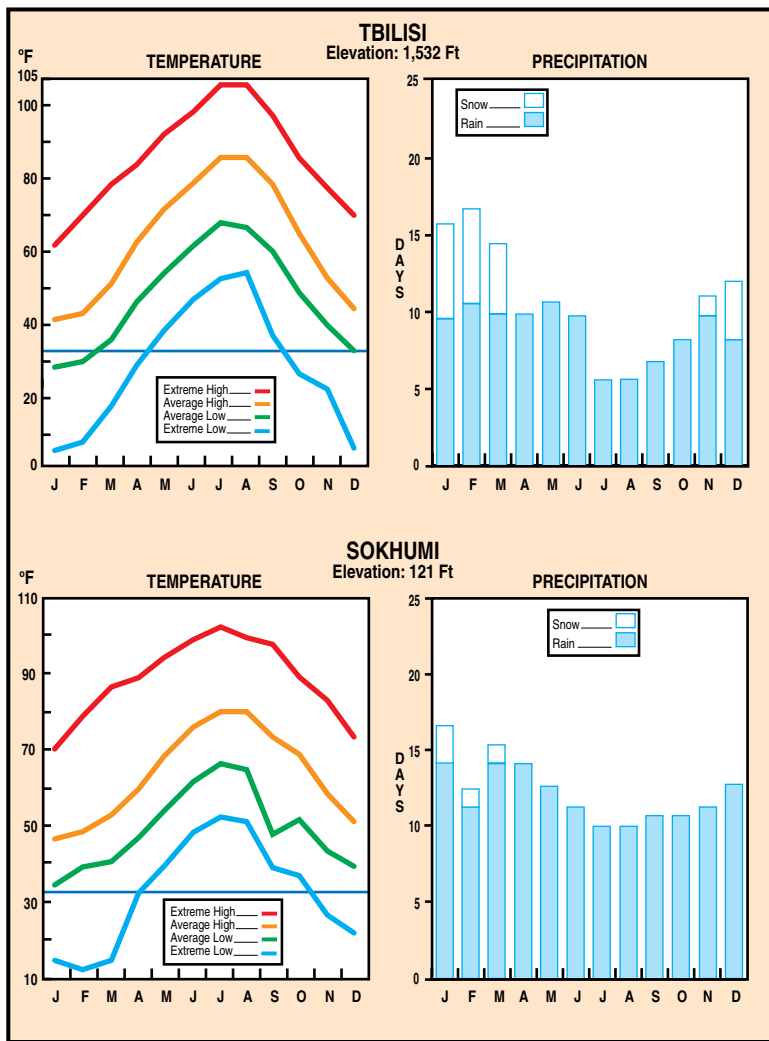 TBILISI
Elevation: 1,532 Ft
°F
TEMPERATURE
105
100
80
60
40
20
0
J F M A M J J A S O N D
Extreme High
Average High
Average Low
Extreme Low
PRECIPITATION
25
20
15
10
5
0
DAYS
Snow
Rain
J F M A M J J A S O N D
SOKHUMI
Elevation: 121 Ft
°F
TEMPERATURE
110
90
70
50
30
10
J F M A M J J A S O N D
Extreme High
Average High
Average Low
Extreme Low
PRECIPITATION
25
20
15
10
5
0
DAYS
Snow
Rain
J F M A M J J A S O N D